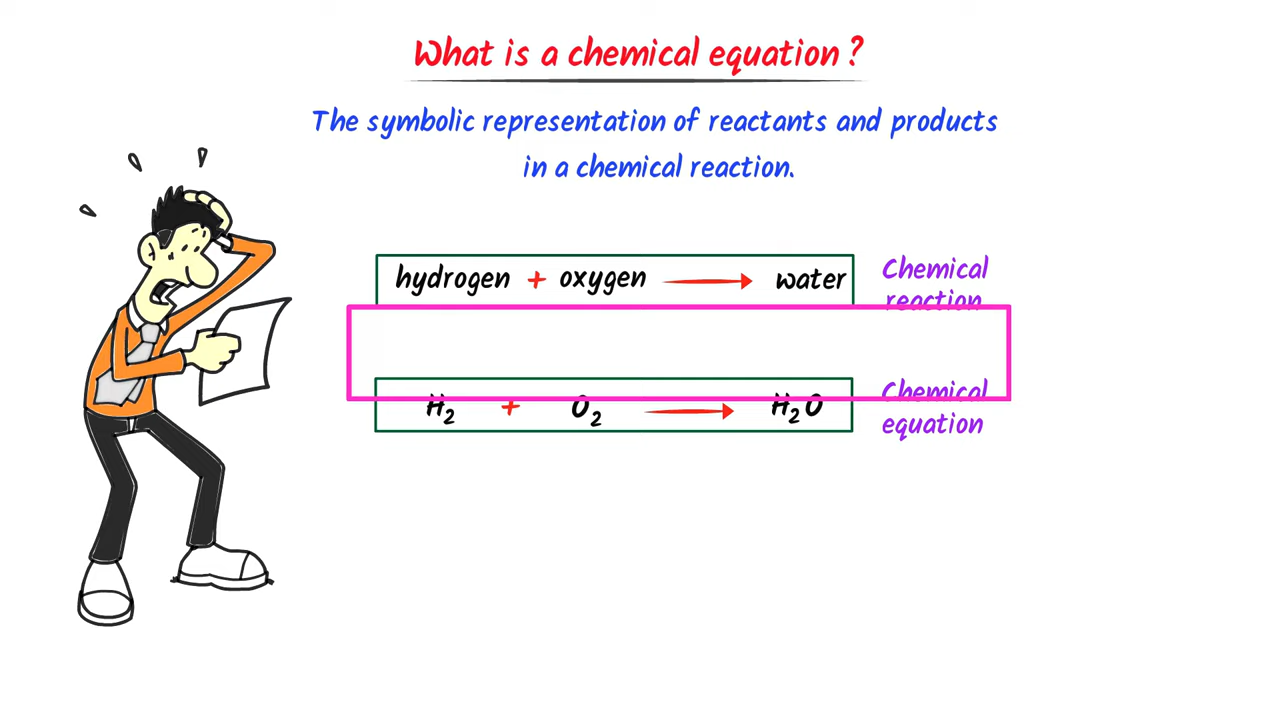 What is a chemical equation?
The symbolic representation of reactants and products
in a chemical reaction.
hydrogen + oxygen → water
Chemical
reaction
H₂ + O₂ → H₂O
Chemical
equation